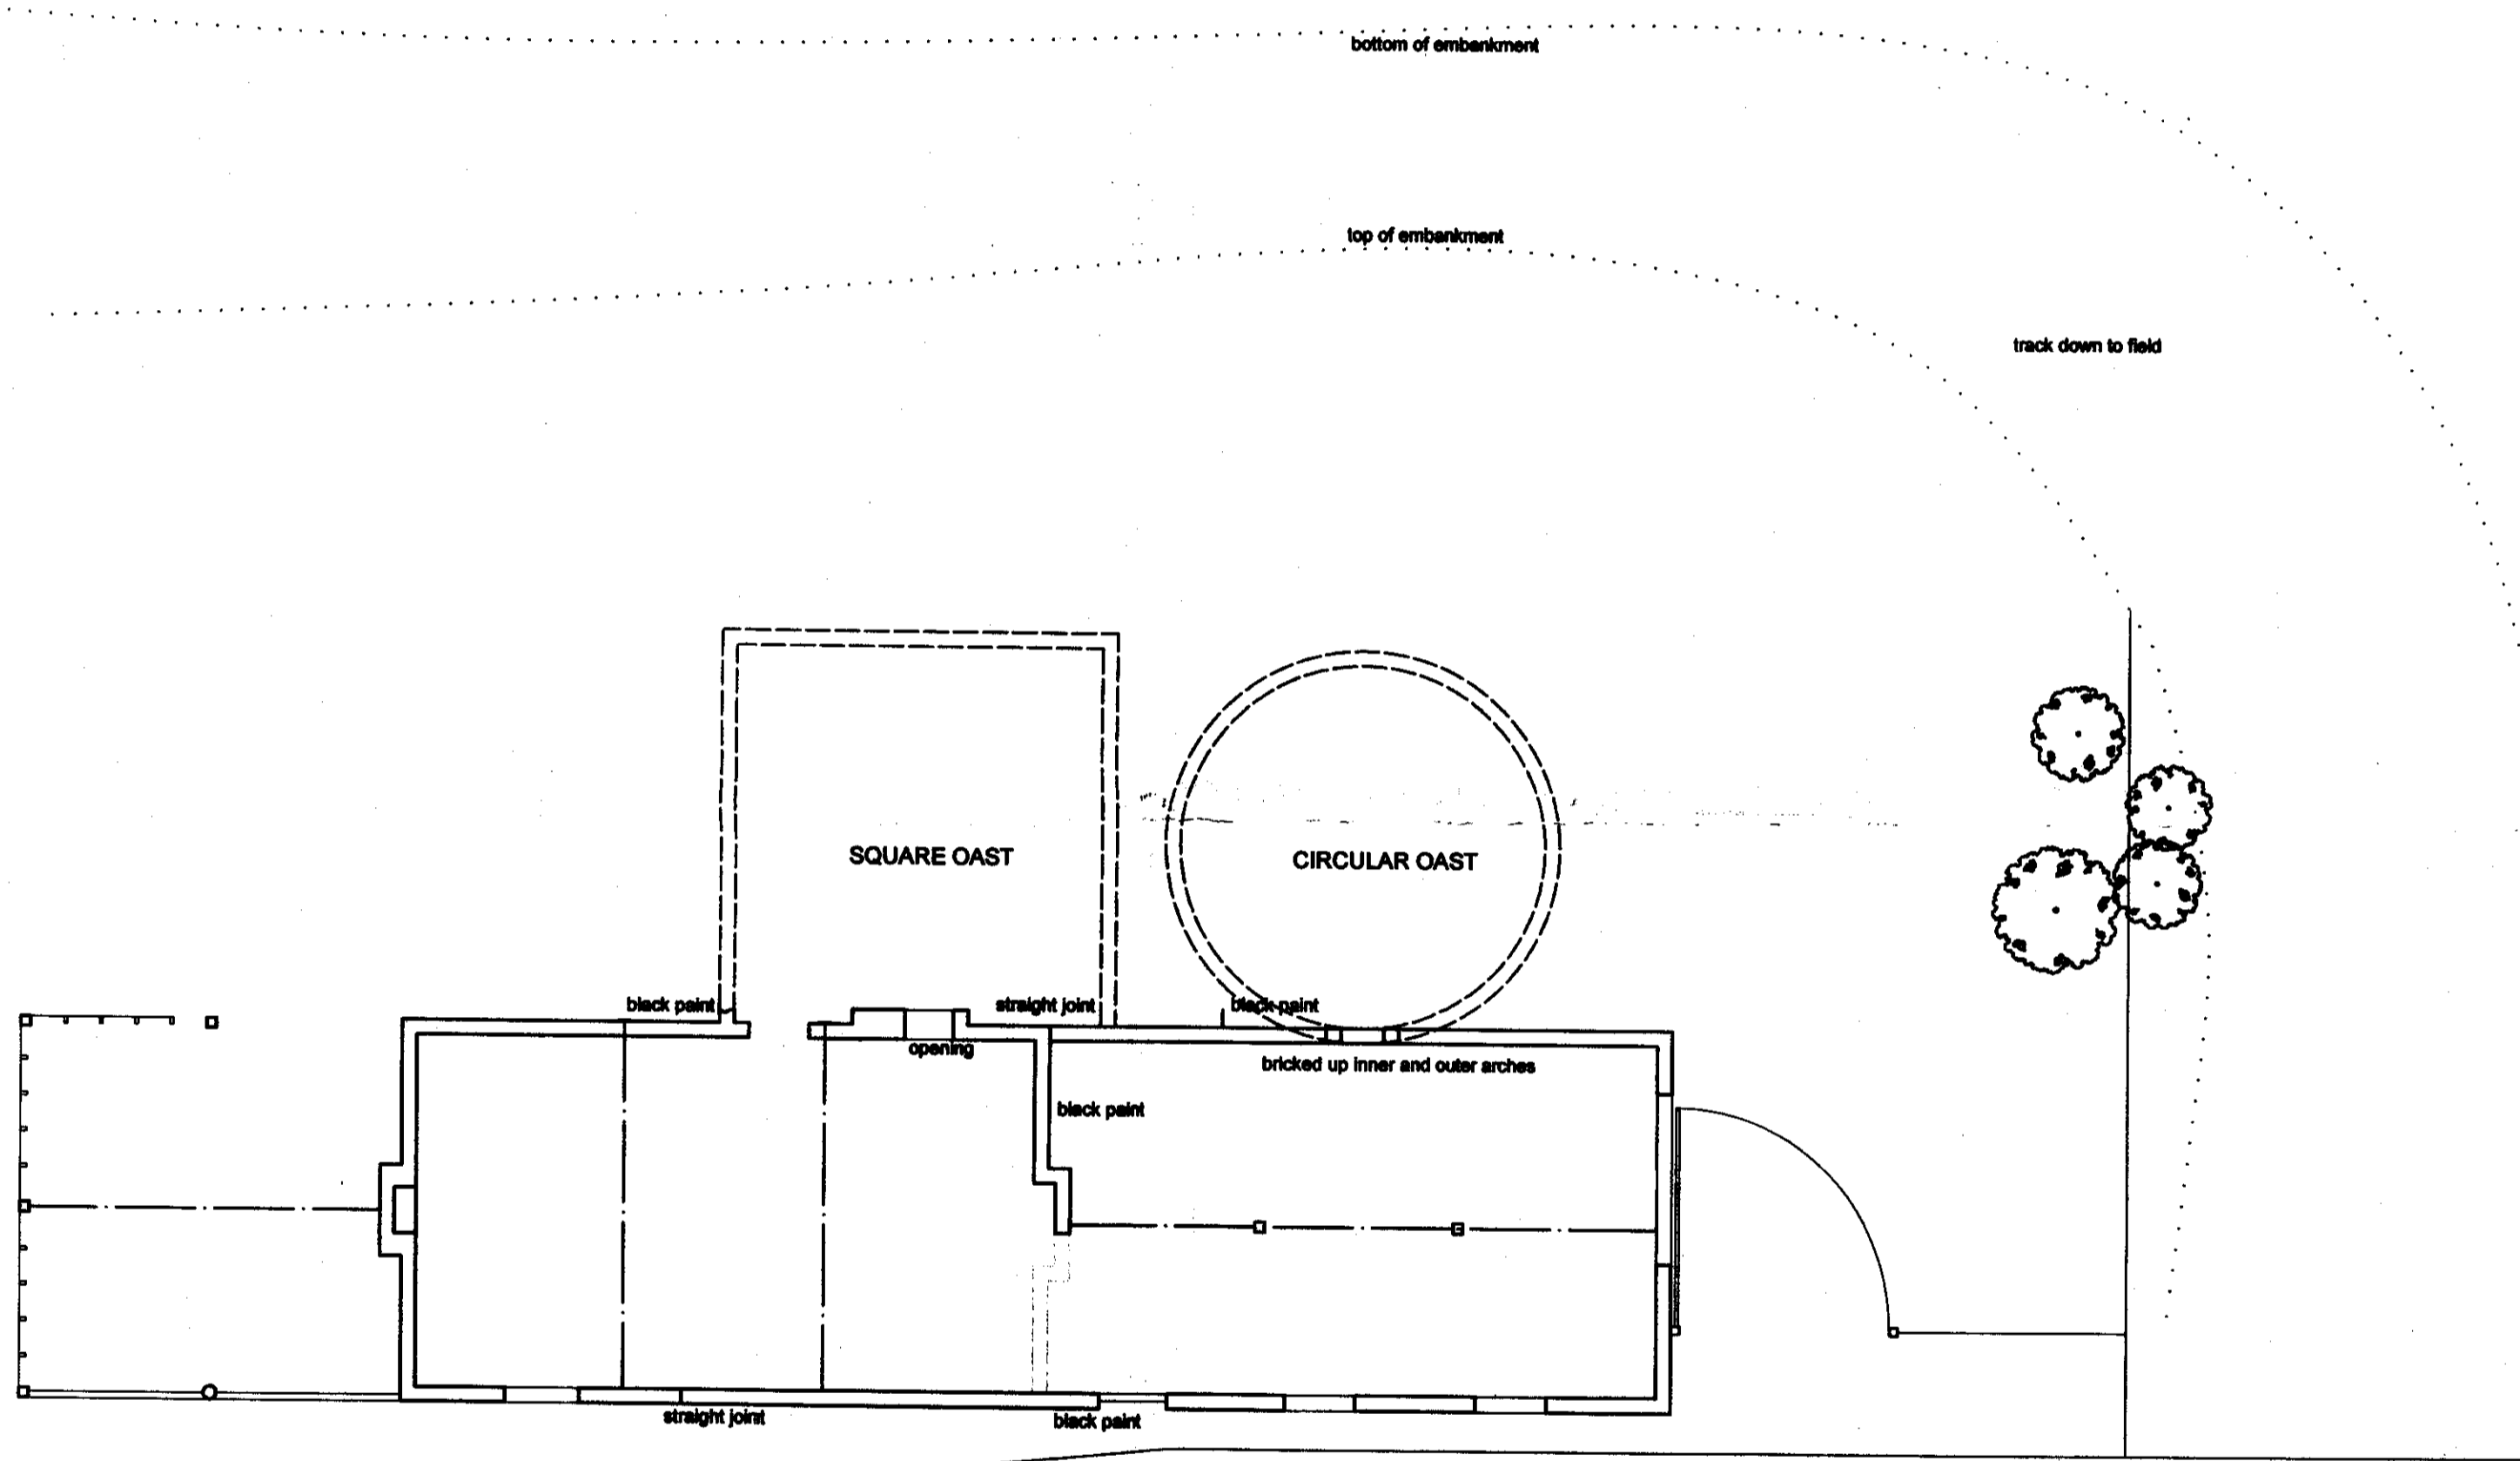 bottom of embankment
top of embankment
track down to field
SQUARE OAST
CIRCULAR OAST
black paint
straight joint
black paint
opening
bricked up inner and outer arches
black paint
straight joint
black paint